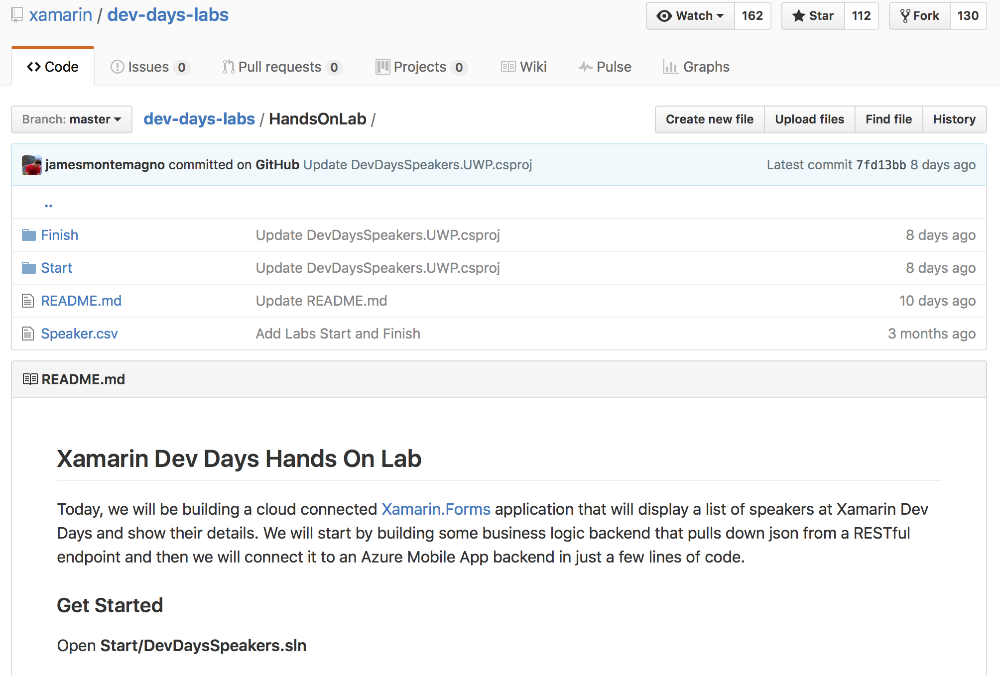 xamarin / dev-days-labs Watch 162 Star 112 Fork 130
Code Issues 0 Pull requests 0 Projects 0 Wiki Pulse Graphs
Branch: master dev-days-labs / HandsOnLab / Create new file Upload files Find file History
jamesmontemagno committed on GitHub Update DevDaysSpeakers.UWP.csproj Latest commit 7fd13bb 8 days ago
..
Finish Update DevDaysSpeakers.UWP.csproj 8 days ago
Start Update DevDaysSpeakers.UWP.csproj 8 days ago
README.md Update README.md 10 days ago
Speaker.csv Add Labs Start and Finish 3 months ago
README.md
Xamarin Dev Days Hands On Lab
Today, we will be building a cloud connected Xamarin.Forms application that will display a list of speakers at Xamarin Dev
Days and show their details. We will start by building some business logic backend that pulls down json from a RESTful
endpoint and then we will connect it to an Azure Mobile App backend in just a few lines of code.
Get Started
Open Start/DevDaysSpeakers.sln